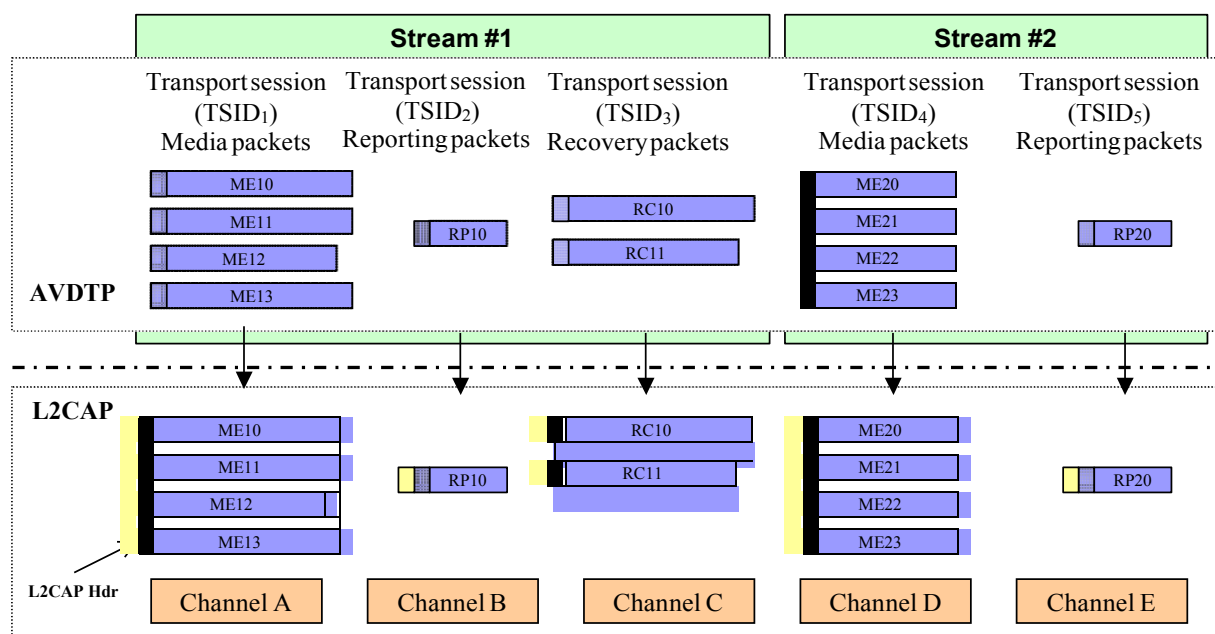 Stream #1
Stream #2
Transport session
(TSID₁)
Media packets
Transport session
(TSID₂)
Reporting packets
Transport session
(TSID₃)
Recovery packets
Transport session
(TSID₄)
Media packets
Transport session
(TSID₅)
Reporting packets
ME10
ME11
ME12
ME13
RP10
RC10
RC11
ME20
ME21
ME22
ME23
RP20
AVDTP
L2CAP
ME10
ME11
ME12
ME13
RP10
RC10
RC11
ME20
ME21
ME22
ME23
RP20
L2CAP Hdr
Channel A
Channel B
Channel C
Channel D
Channel E